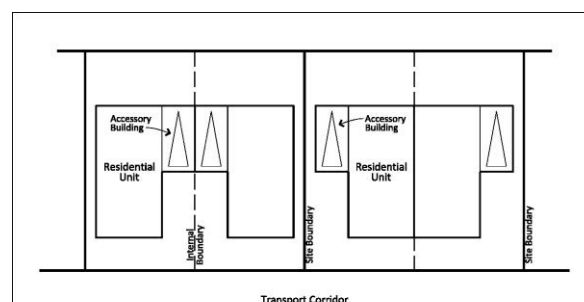 Accessory
Building
Residential
Unit
Internal
Boundary
Site Boundary
Accessory
Building
Residential
Unit
Site Boundary
Transport Corridor